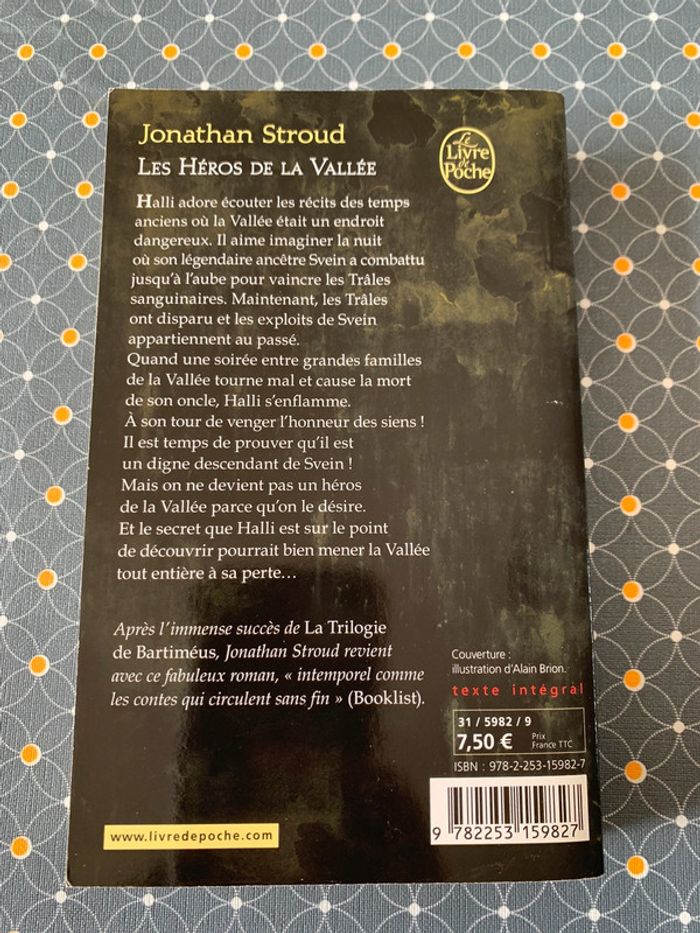 Jonathan Stroud
LES HÉROS DE LA VALLÉE
Le
Livre
de
Poche
Halli adore écouter les récits des temps
anciens où la Vallée était un endroit
dangereux. Il aime imaginer la nuit
où son légendaire ancêtre Svein a combattu
jusqu'à l'aube pour vaincre les Trâles
sanguinaires. Maintenant, les Trâles
ont disparu et les exploits de Svein
appartiennent au passé.
Quand une soirée entre grandes familles
de la Vallée tourne mal et cause la mort
de son oncle, Halli s'enflamme.
À son tour de venger l'honneur des siens !
Il est temps de prouver qu'il est
un digne descendant de Svein !
Mais on ne devient pas un héros
de la Vallée parce qu'on le désire.
Et le secret que Halli est sur le point
de découvrir pourrait bien mener la Vallée
tout entière à sa perte…
Après l'immense succès de La Trilogie
de Bartiméus, Jonathan Stroud revient
avec ce fabuleux roman, « intemporel comme
les contes qui circulent sans fin » (Booklist).
Couverture :
illustration d'Alain Brion.
texte intégral
31 / 5982 / 9
7,50 € Prix
France TTC
ISBN : 978-2-253-15982-7
9 782253 159827
www.livredepoche.com